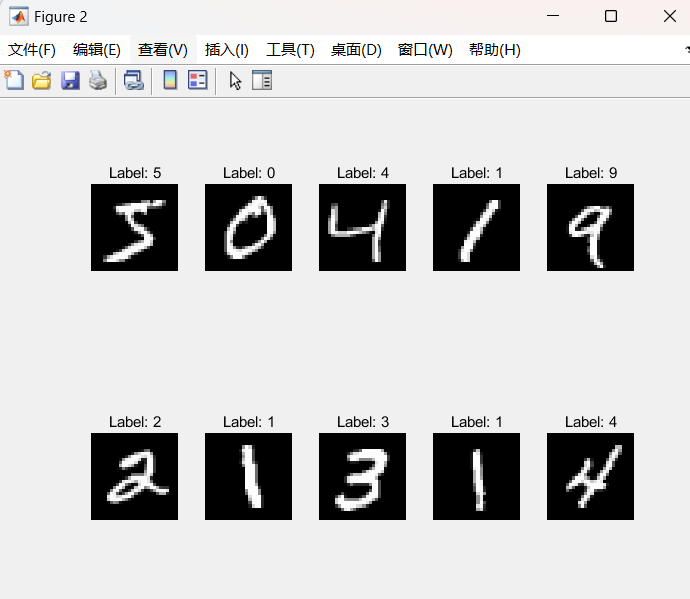 Figure 2
文件(F) 编辑(E) 查看(V) 插入(I) 工具(T) 桌面(D) 窗口(W) 帮助(H)
Label: 5 Label: 0 Label: 4 Label: 1 Label: 9
5 0 4 1 9
Label: 2 Label: 1 Label: 3 Label: 1 Label: 4
2 1 3 1 4